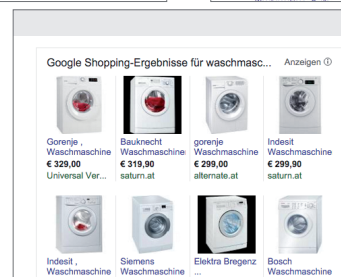 Google Shopping-Ergebnisse für waschmasc... Anzeigen ⓘ
Gorenje , Bauknecht gorenje Indesit
Waschmaschine Waschmaschine Waschmaschine Waschmaschine
€ 329,00 € 319,90 € 299,00 € 299,90
Universal Ver... saturn.at alternate.at saturn.at
Indesit , Siemens Elektra Bregenz Bosch
Waschmaschine Waschmaschine ... Waschmaschine